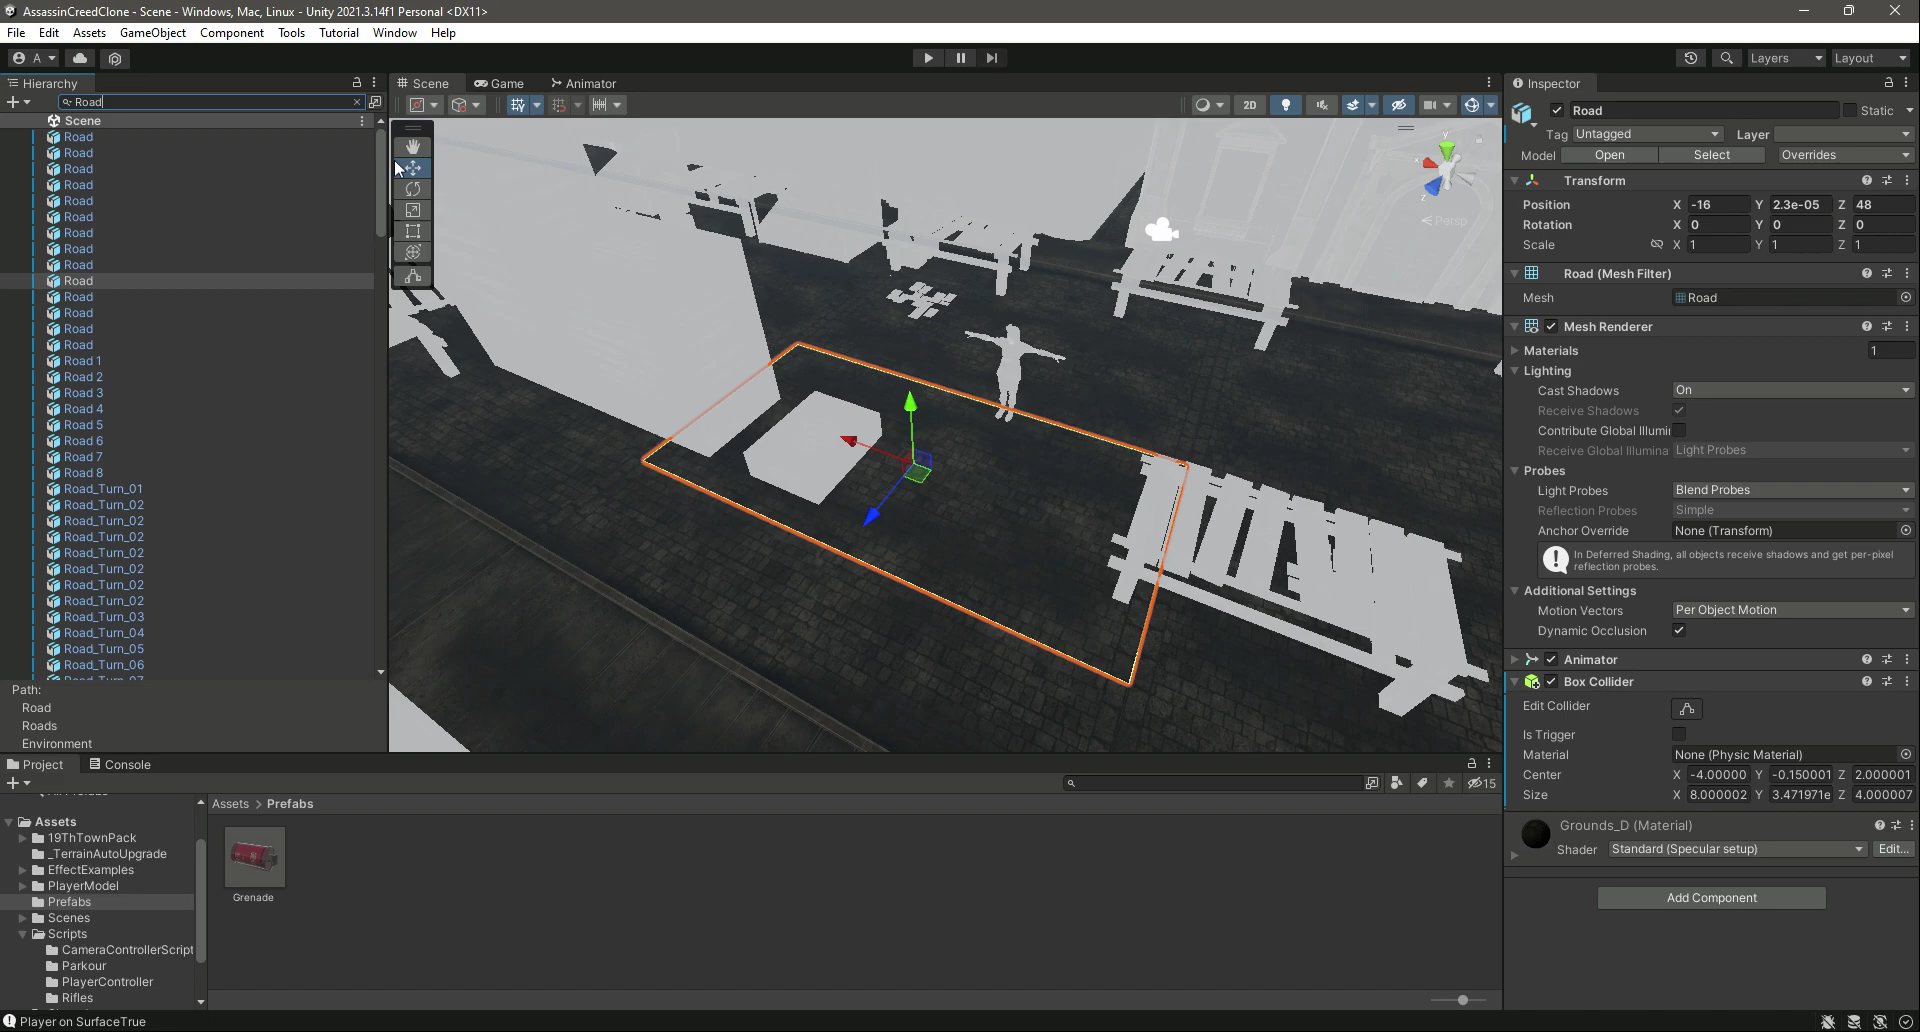 AssassinCreedClone - Scene - Windows, Mac, Linux - Unity 2021.3.14f1 Personal <DX11>
File Edit Assets GameObject Component Tools Tutorial Window Help
A
Layers
Layout
Hierarchy
Scene
Game
Animator
Inspector
Road
2D
Road
Static
Scene
Tag Untagged
Layer
Road
Road
Road
Road
Road
Road
Road
Road
Road
Road
Road
Road
Road
Road
Road 1
Road 2
Road 3
Road 4
Road 5
Road 6
Road 7
Road 8
Road_Turn_01
Road_Turn_02
Road_Turn_02
Road_Turn_02
Road_Turn_02
Road_Turn_02
Road_Turn_02
Road_Turn_02
Road_Turn_03
Road_Turn_04
Road_Turn_05
Road_Turn_06
Path:
Road
Roads
Environment
y
x
z
Persp
Model Open Select Overrides
Transform
Position X -16 Y 2.3e-05 Z 48
Rotation X 0 Y 0 Z 0
Scale X 1 Y 1 Z 1
Road (Mesh Filter)
Mesh Road
Mesh Renderer
Materials 1
Lighting
Cast Shadows On
Receive Shadows
Contribute Global Illumi
Receive Global Illumina Light Probes
Probes
Light Probes Blend Probes
Reflection Probes Simple
Anchor Override None (Transform)
In Deferred Shading, all objects receive shadows and get per-pixel
reflection probes.
Additional Settings
Motion Vectors Per Object Motion
Dynamic Occlusion
Animator
Box Collider
Edit Collider
Is Trigger
Material None (Physic Material)
Center X -4.00000 Y -0.150001 Z 2.000001
Size X 8.000002 Y 3.471971e Z 4.000007
Grounds_D (Material)
Shader Standard (Specular setup) Edit...
Add Component
Project
Console
15
Assets > Prefabs
Assets
19ThTownPack
_TerrainAutoUpgrade
EffectExamples
PlayerModel
Prefabs
Scenes
Scripts
CameraControllerScript
Parkour
PlayerController
Rifles
Grenade
Player on SurfaceTrue